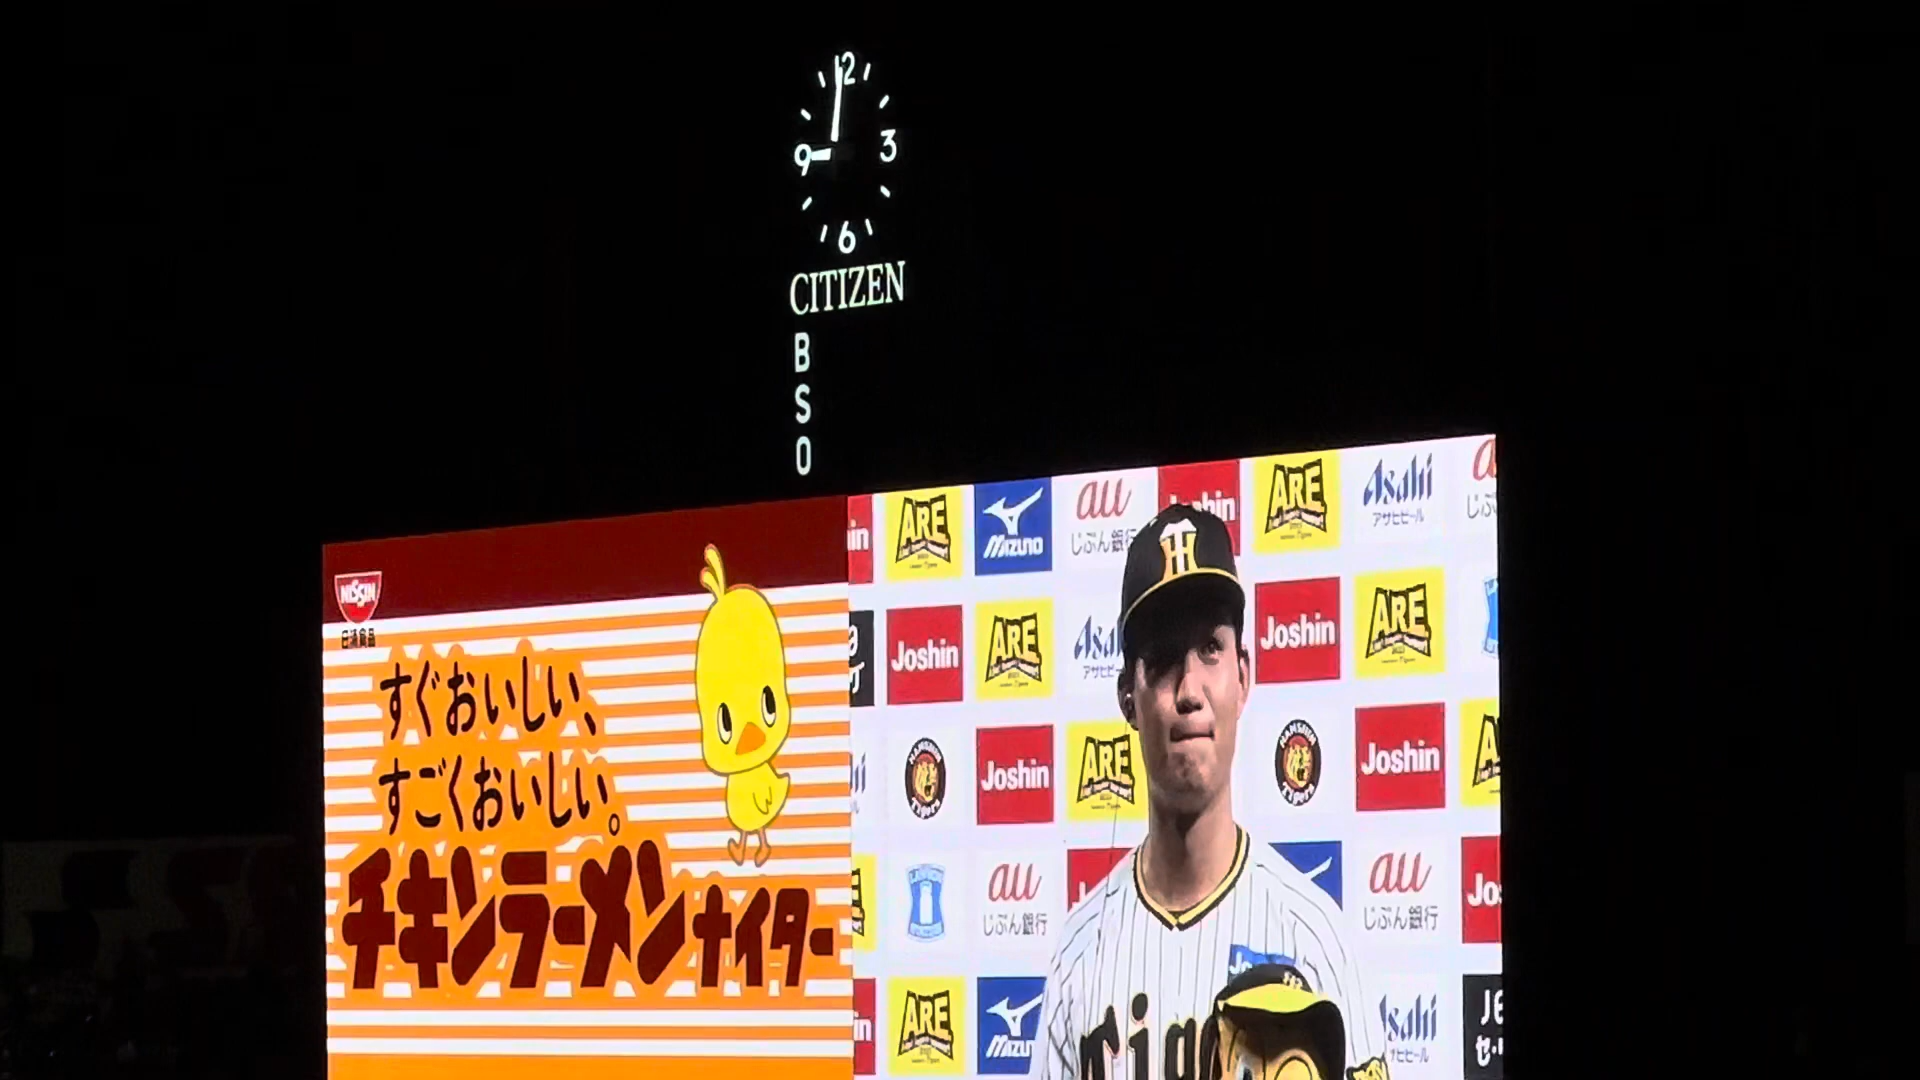 12
9
3
6
CITIZEN
B
S
O
NISSIN
日清食品
すぐおいしい、
すごくおいしい。
チキンラーメンナイター
ARE
MIZUNO
au
じぶん銀行
Joshin
ARE
Asahi
アサヒビール
Joshin
ARE
Asahi
Joshin
ARE
HANSHIN
Tigers
Joshin
ARE
HANSHIN
Tigers
Joshin
LAWSON
au
じぶん銀行
au
じぶん銀行
ARE
Tigers